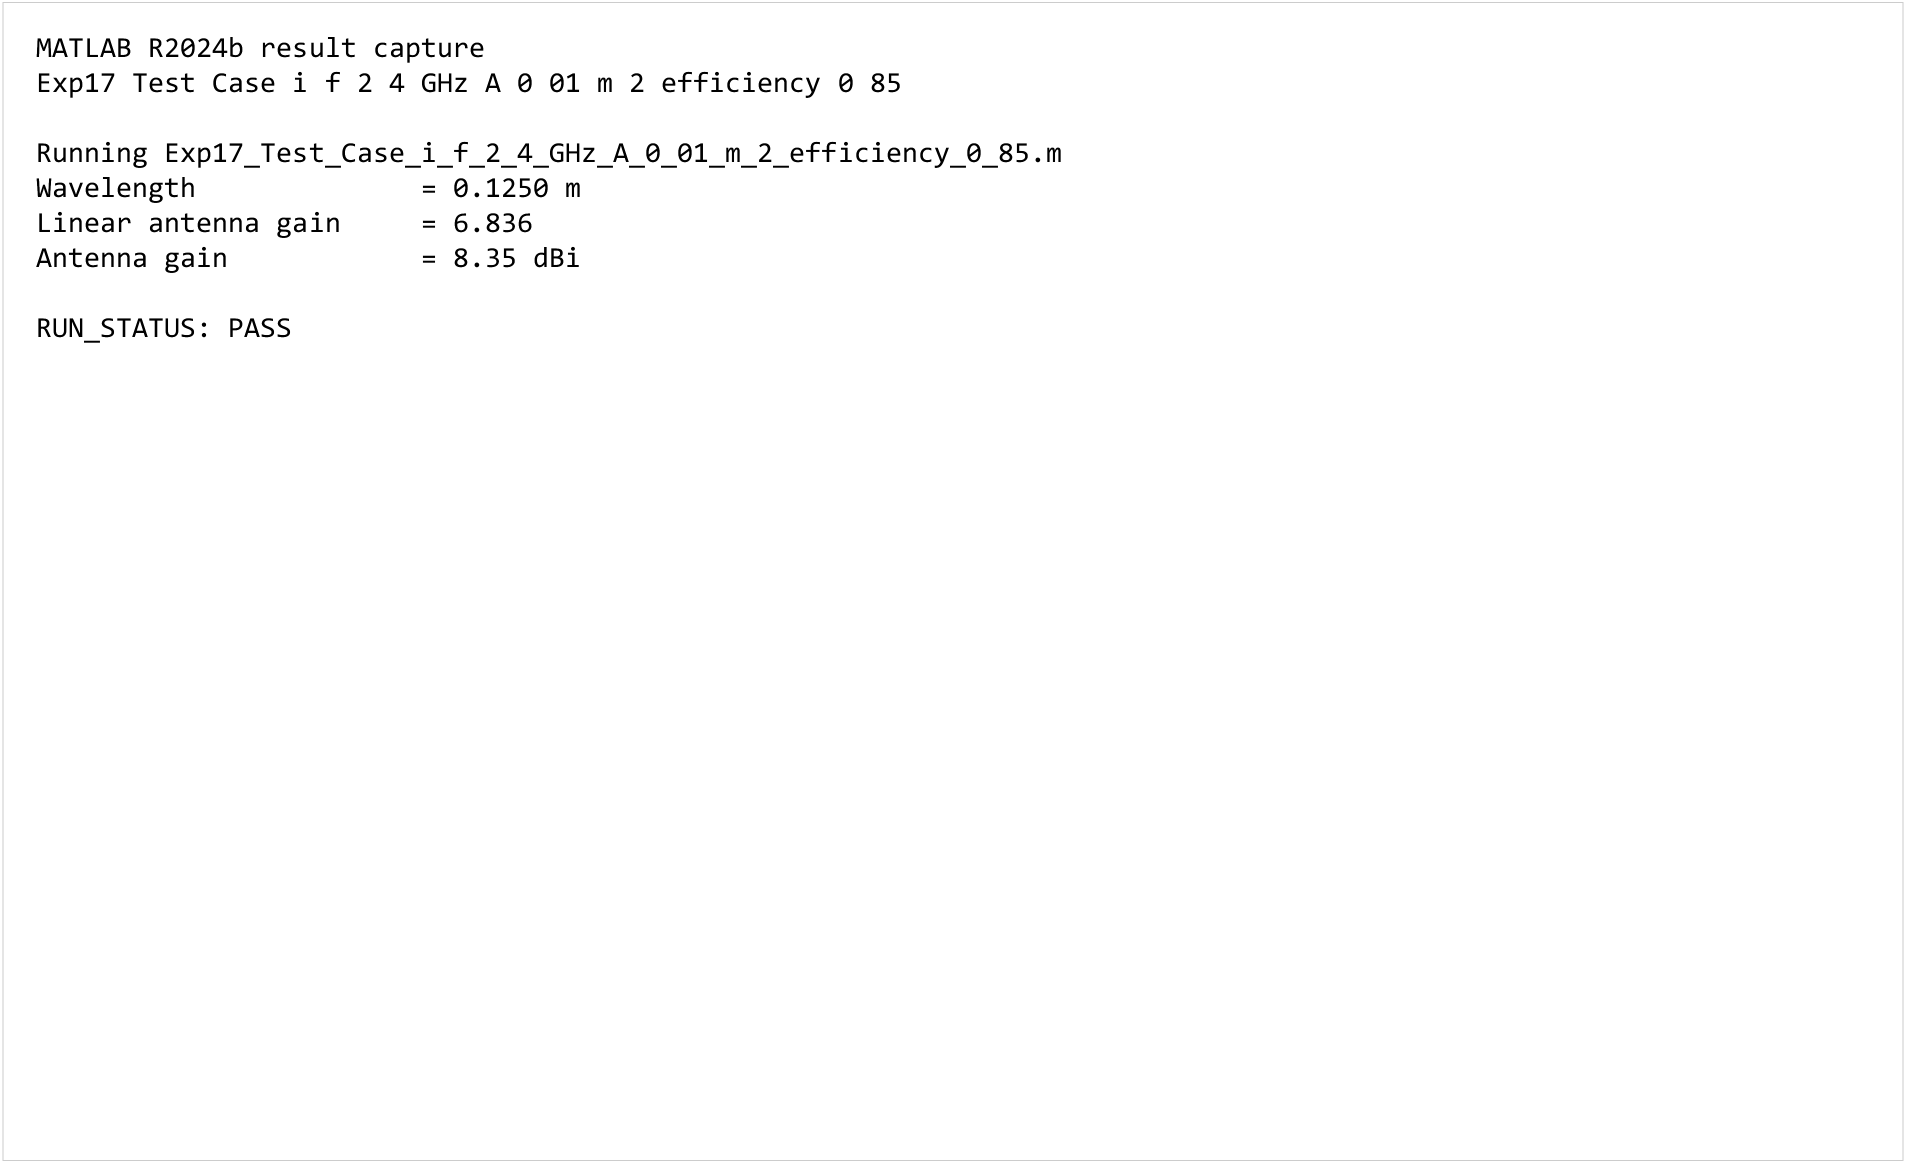 MATLAB R2024b result capture
Exp17 Test Case i f 2 4 GHz A 0 01 m 2 efficiency 0 85
Running Exp17_Test_Case_i_f_2_4_GHz_A_0_01_m_2_efficiency_0_85.m
Wavelength = 0.1250 m
Linear antenna gain = 6.836
Antenna gain = 8.35 dBi
RUN_STATUS: PASS